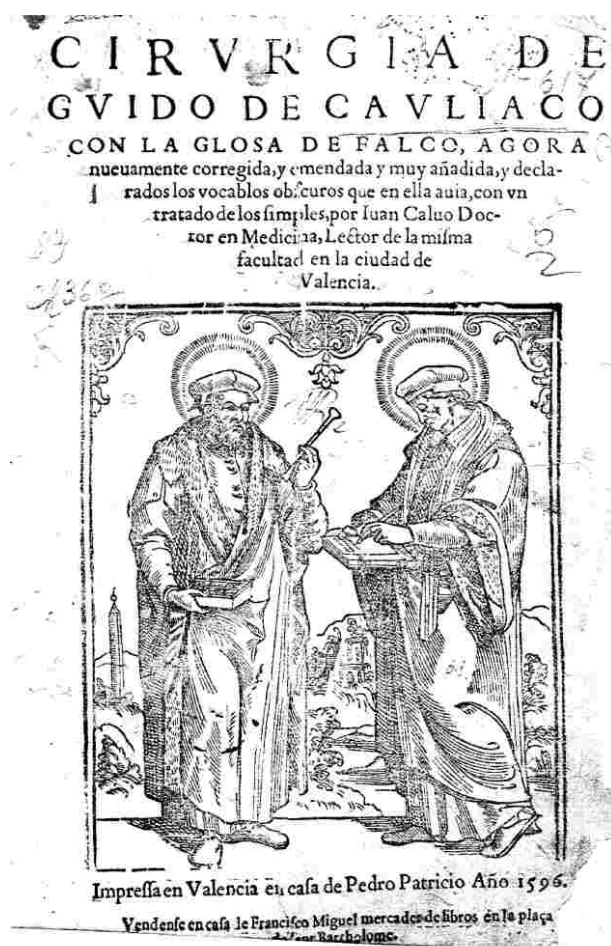 CIRVRGIA DE
GVIDO DE CAVLIACO
CON LA GLOSA DE FALCO, AGORA
nueuamente corregida, y emendada y muy añadida, y decla-
rados los vocablos obſcuros que en ella auia, con vn
tratado de los ſimples, por Iuan Caluo Doc-
tor en Medicina, Lector de la miſma
facultad en la ciudad de
Valencia.
Impreſſa en Valencia en caſa de Pedro Patricio Año 1596.
Vendenſe en caſa de Franciſco Miguel mercader de libros en la plaça
Bartholome.